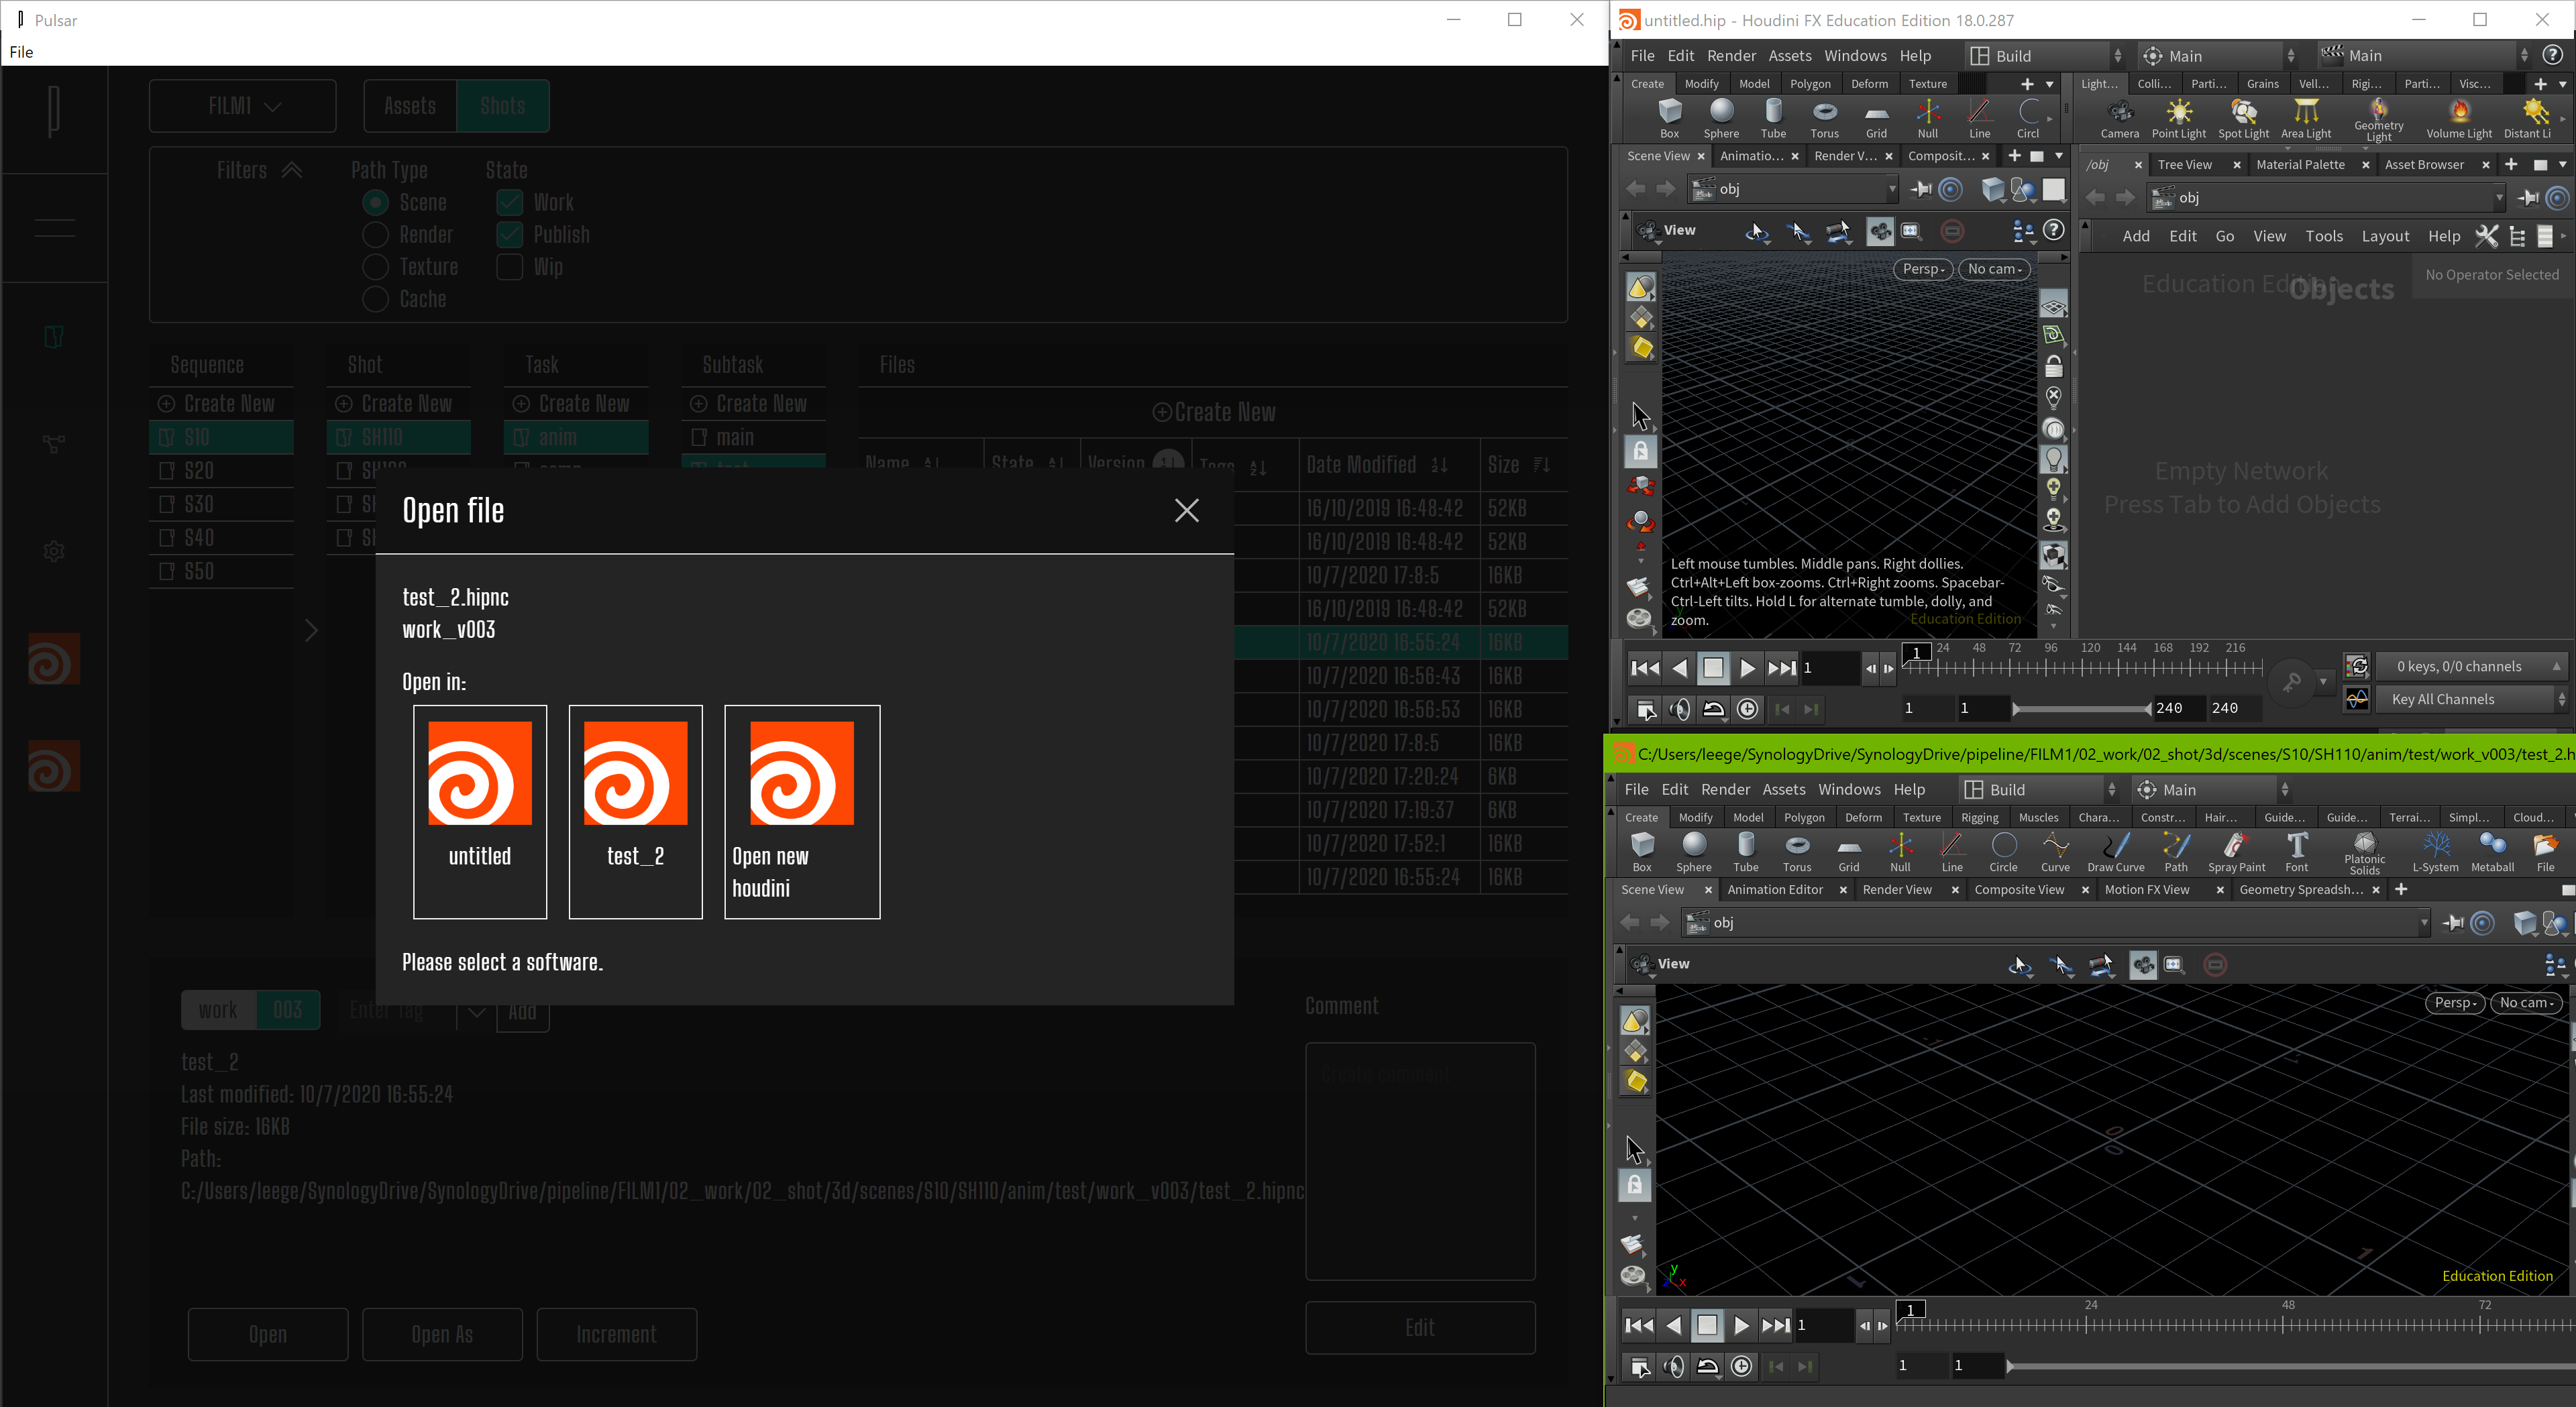 Pulsar
File
FILM1
Assets
Shots
Filters
Path Type
State
Scene
Work
Render
Publish
Texture
Wip
Cache
Sequence
Shot
Task
Subtask
Files
Create New
Create New
Create New
Create New
Create New
S10
SH110
anim
main
S20
S30
S40
S50
Name
State
Version
Tags
Date Modified
Size
16/10/2019 16:48:42 52KB
16/10/2019 16:48:42 52KB
10/7/2020 17:8:5 16KB
16/10/2019 16:48:42 52KB
10/7/2020 16:55:24 16KB
10/7/2020 16:56:43 16KB
10/7/2020 16:56:53 16KB
10/7/2020 17:8:5 16KB
10/7/2020 17:20:24 6KB
10/7/2020 17:19:37 6KB
10/7/2020 17:52:1 16KB
10/7/2020 16:55:24 16KB
Open file
test_2.hipnc
work_v003
Open in:
untitled
test_2
Open new
houdini
Please select a software.
work
003
Enter Tag
Add
Comment
Create comment
test_2
Last modified: 10/7/2020 16:55:24
File size: 16KB
Path:
C:/Users/leege/SynologyDrive/SynologyDrive/pipeline/FILM1/02_work/02_shot/3d/scenes/S10/SH110/anim/test/work_v003/test_2.hipnc
Open
Open As
Increment
Edit
untitled.hip - Houdini FX Education Edition 18.0.287
File Edit Render Assets Windows Help
Build
Main
Main
Create Modify Model Polygon Deform Texture
Light... Colli... Parti... Grains Vell... Rigi... Parti... Visc...
Box Sphere Tube Torus Grid Null Line Circl
Camera Point Light Spot Light Area Light Geometry Light Volume Light Distant Li
Scene View Animatio... Render V... Composit...
/obj Tree View Material Palette Asset Browser
obj
obj
View
Add Edit Go View Tools Layout Help
Persp
No cam
Education Edition
Objects
No Operator Selected
Empty Network
Press Tab to Add Objects
Left mouse tumbles. Middle pans. Right dollies.
Ctrl+Alt+Left box-zooms. Ctrl+Right zooms. Spacebar-
Ctrl-Left tilts. Hold L for alternate tumble, dolly, and
zoom.
Education Edition
1
1 24 48 72 96 120 144 168 192 216
0 keys, 0/0 channels
1 1 240 240
Key All Channels
C:/Users/leege/SynologyDrive/SynologyDrive/pipeline/FILM1/02_work/02_shot/3d/scenes/S10/SH110/anim/test/work_v003/test_2.h
File Edit Render Assets Windows Help
Build
Main
Create Modify Model Polygon Deform Texture Rigging Muscles Chara... Constr... Hair... Guide... Guide... Terrai... Simpl... Cloud...
Box Sphere Tube Torus Grid Null Line Circle Curve Draw Curve Path Spray Paint Font Platonic Solids L-System Metaball File
Scene View Animation Editor Render View Composite View Motion FX View Geometry Spreadsh...
obj
View
Persp
No cam
y
x
Education Edition
1
1 24 48 72
1 1